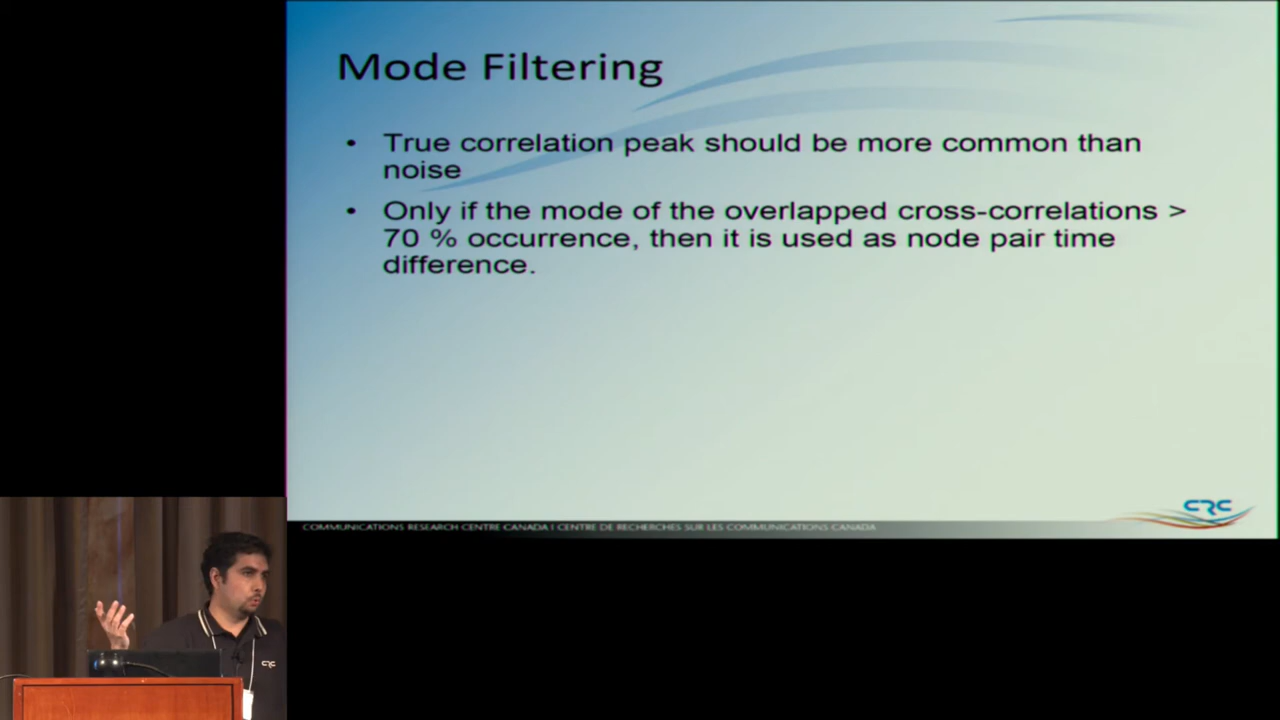 Mode Filtering
• True correlation peak should be more common than
noise
• Only if the mode of the overlapped cross-correlations >
70 % occurrence, then it is used as node pair time
difference.
CRC
COMMUNICATIONS RESEARCH CENTRE CANADA | CENTRE DE RECHERCHES SUR LES COMMUNICATIONS CANADA
CRC